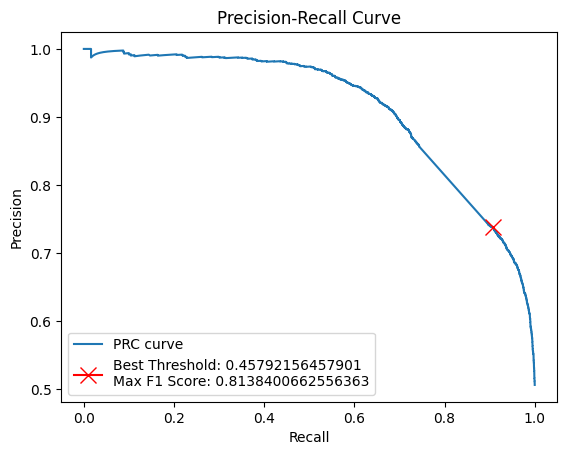 Precision-Recall Curve
1.0
0.9
0.8
0.7
0.6
0.5
Precision
PRC curve
Best Threshold: 0.45792156457901
Max F1 Score: 0.8138400662556363
0.0 0.2 0.4 0.6 0.8 1.0
Recall